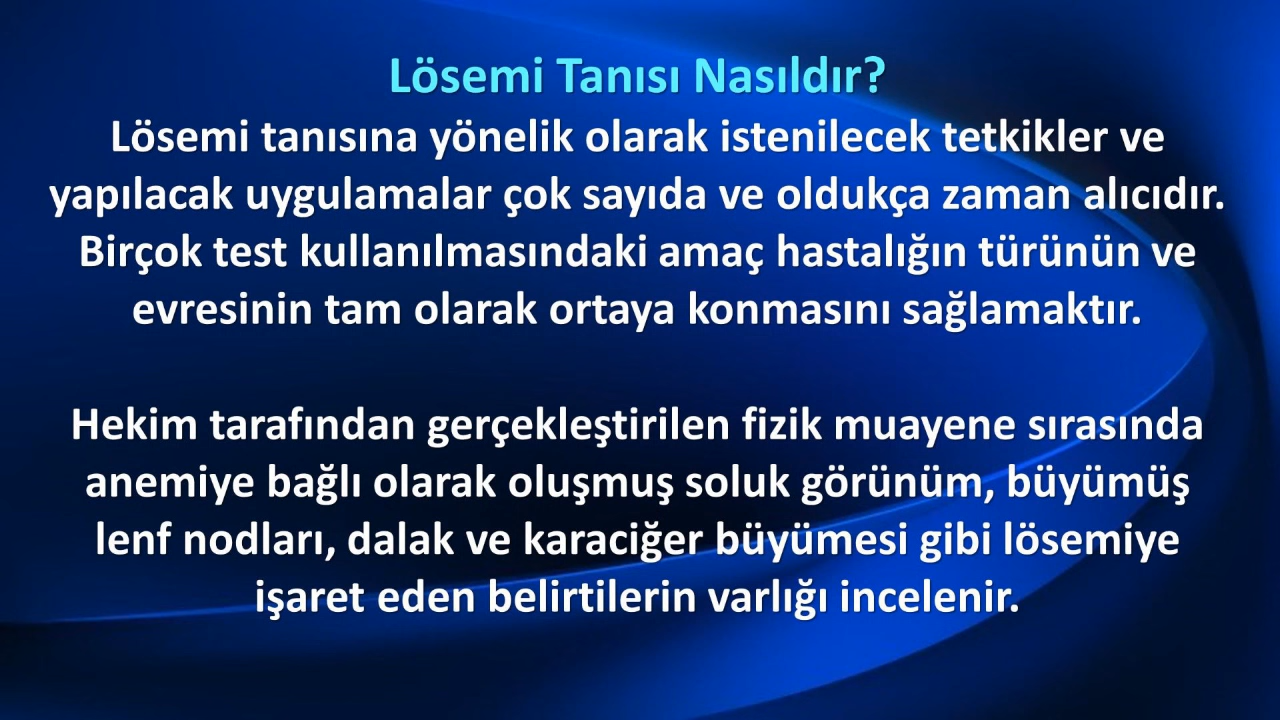 Lösemi Tanısı Nasıldır?
Lösemi tanısına yönelik olarak istenilecek tetkikler ve
yapılacak uygulamalar çok sayıda ve oldukça zaman alıcıdır.
Birçok test kullanılmasındaki amaç hastalığın türünün ve
evresinin tam olarak ortaya konmasını sağlamaktır.
Hekim tarafından gerçekleştirilen fizik muayene sırasında
anemiye bağlı olarak oluşmuş soluk görünüm, büyümüş
lenf nodları, dalak ve karaciğer büyümesi gibi lösemiye
işaret eden belirtilerin varlığı incelenir.